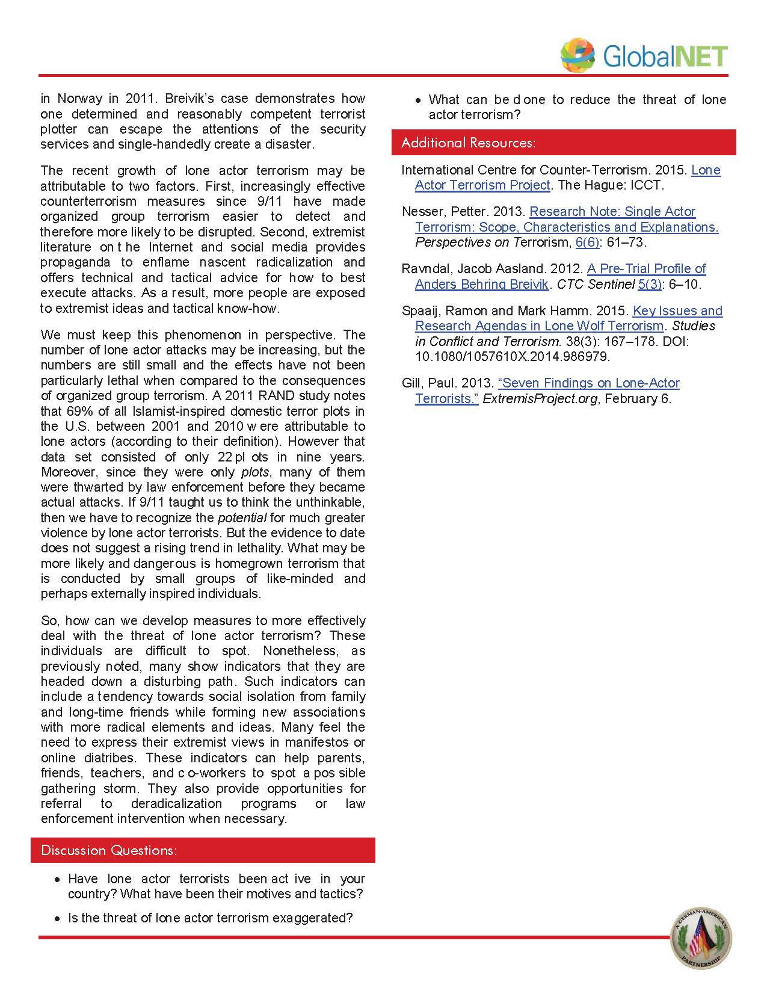 GlobalNET
in Norway in 2011. Breivik's case demonstrates how
one determined and reasonably competent terrorist
plotter can escape the attentions of the security
services and single-handedly create a disaster.
The recent growth of lone actor terrorism may be
attributable to two factors. First, increasingly effective
counterterrorism measures since 9/11 have made
organized group terrorism easier to detect and
therefore more likely to be disrupted. Second, extremist
literature on t he Internet and social media provides
propaganda to enflame nascent radicalization and
offers technical and tactical advice for how to best
execute attacks. As a result, more people are exposed
to extremist ideas and tactical know-how.
We must keep this phenomenon in perspective. The
number of lone actor attacks may be increasing, but the
numbers are still small and the effects have not been
particularly lethal when compared to the consequences
of organized group terrorism. A 2011 RAND study notes
that 69% of all Islamist-inspired domestic terror plots in
the U.S. between 2001 and 2010 w ere attributable to
lone actors (according to their definition). However that
data set consisted of only 22 pl ots in nine years.
Moreover, since they were only plots, many of them
were thwarted by law enforcement before they became
actual attacks. If 9/11 taught us to think the unthinkable,
then we have to recognize the potential for much greater
violence by lone actor terrorists. But the evidence to date
does not suggest a rising trend in lethality. What may be
more likely and dangerous is homegrown terrorism that
is conducted by small groups of like-minded and
perhaps externally inspired individuals.
So, how can we develop measures to more effectively
deal with the threat of lone actor terrorism? These
individuals are difficult to spot. Nonetheless, as
previously noted, many show indicators that they are
headed down a disturbing path. Such indicators can
include a tendency towards social isolation from family
and long-time friends while forming new associations
with more radical elements and ideas. Many feel the
need to express their extremist views in manifestos or
online diatribes. These indicators can help parents,
friends, teachers, and c o-workers to spot a pos sible
gathering storm. They also provide opportunities for
referral to deradicalization programs or law
enforcement intervention when necessary.
Discussion Questions:
• Have lone actor terrorists been act ive in your
country? What have been their motives and tactics?
• Is the threat of lone actor terrorism exaggerated?
• What can be d one to reduce the threat of lone
actor terrorism?
Additional Resources:
International Centre for Counter-Terrorism. 2015. Lone
Actor Terrorism Project. The Hague: ICCT.
Nesser, Petter. 2013. Research Note: Single Actor
Terrorism: Scope, Characteristics and Explanations.
Perspectives on Terrorism, 6(6): 61–73.
Ravndal, Jacob Aasland. 2012. A Pre-Trial Profile of
Anders Behring Breivik. CTC Sentinel 5(3): 6–10.
Spaaij, Ramon and Mark Hamm. 2015. Key Issues and
Research Agendas in Lone Wolf Terrorism. Studies
in Conflict and Terrorism. 38(3): 167–178. DOI:
10.1080/1057610X.2014.986979.
Gill, Paul. 2013. “Seven Findings on Lone-Actor
Terrorists.” ExtremisProject.org, February 6.
A GERMAN-AMERICAN
PARTNERSHIP